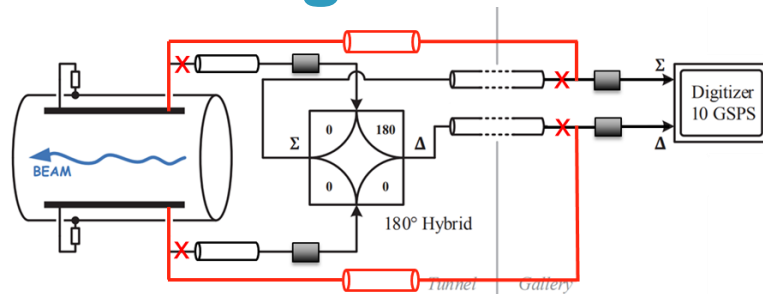 Σ
Digitizer
10 GSPS
Δ
0
180
Σ
Δ
0
0
BEAM
180° Hybrid
Tunnel
Gallery